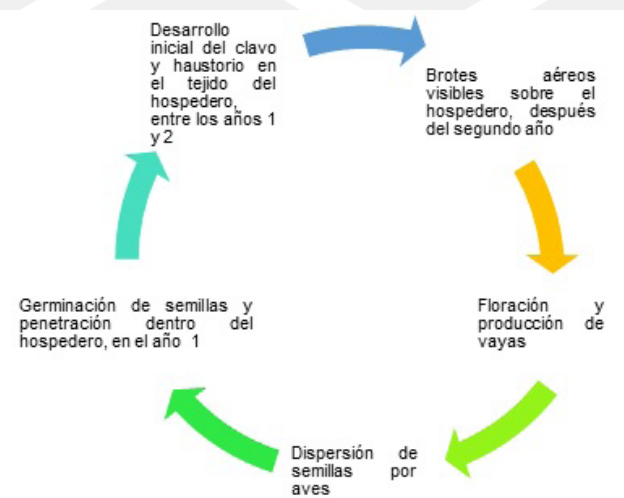 Desarrollo
inicial del clavo
y haustorio en
el tejido del
hospedero,
entre los años 1
y 2
Brotes aéreos
visibles sobre el
hospedero, después
del segundo año
Floración y
producción de
vayas
Dispersión de
semillas por
aves
Germinación de semillas y
penetración dentro del
hospedero, en el año 1